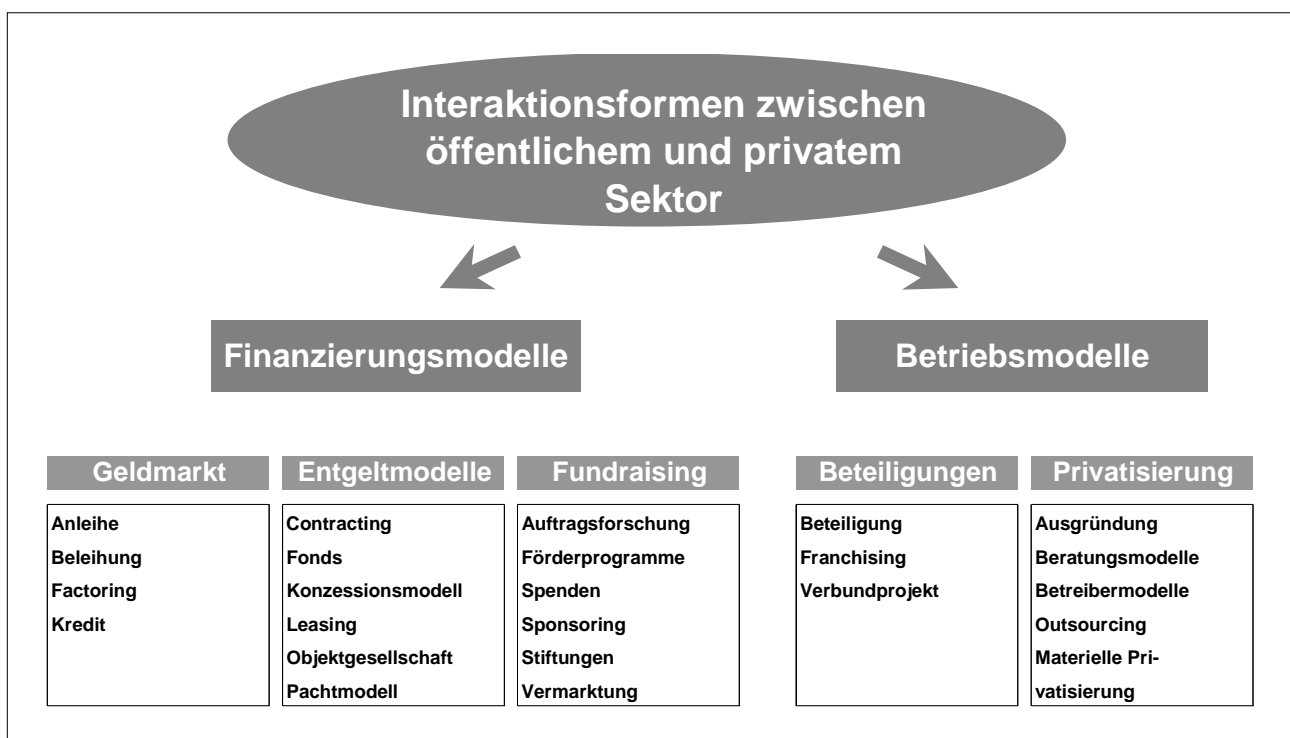 Interaktionsformen zwischen
öffentlichem und privatem
Sektor
Finanzierungsmodelle
Betriebsmodelle
Geldmarkt
Anleihe
Beleihung
Factoring
Kredit
Entgeltmodelle
Contracting
Fonds
Konzessionsmodell
Leasing
Objektgesellschaft
Pachtmodell
Fundraising
Auftragsforschung
Förderprogramme
Spenden
Sponsoring
Stiftungen
Vermarktung
Beteiligungen
Beteiligung
Franchising
Verbundprojekt
Privatisierung
Ausgründung
Beratungsmodelle
Betreibermodelle
Outsourcing
Materielle Pri-
vatisierung